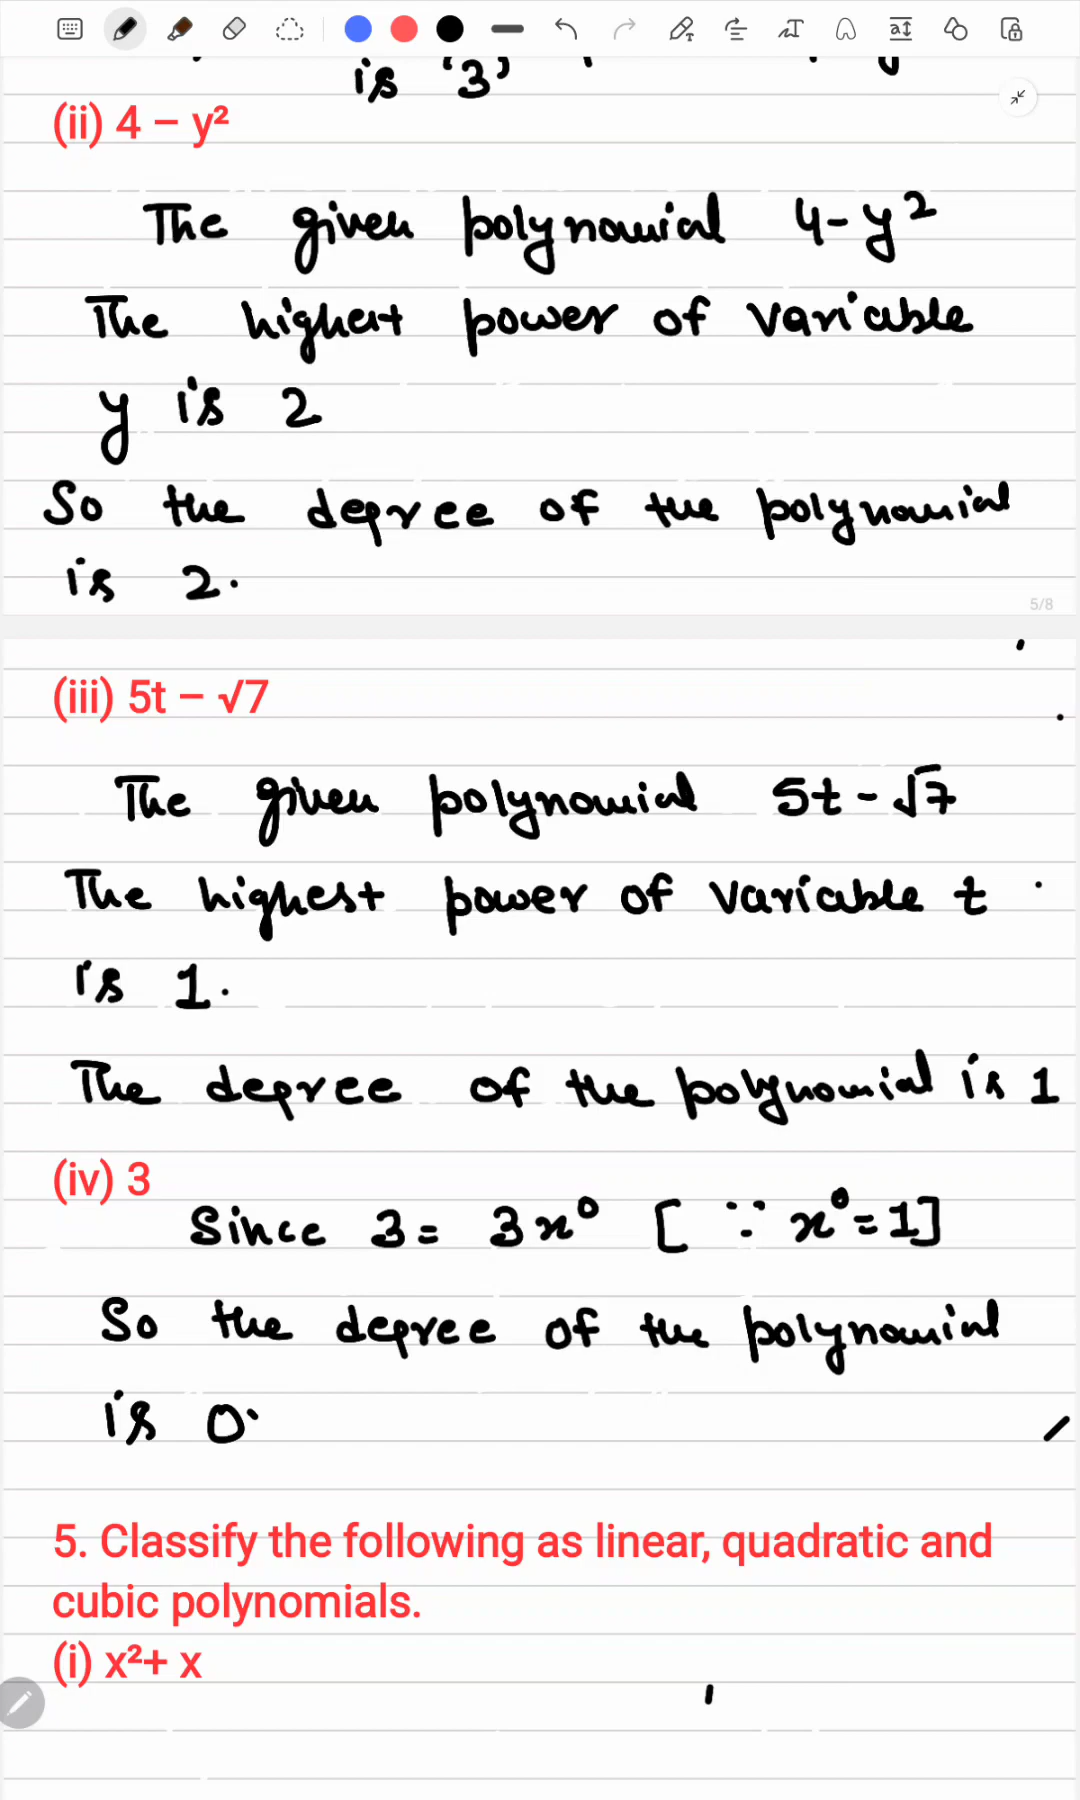 is '3'
(ii) 4 – y²
The given polynomial 4-y²
The highest power of variable
y is 2
So the degree of the polynomial
is 2.
5/8
(iii) 5t – √7
The given polynomial 5t-√7
The highest power of variable t
is 1.
The degree of the polynomial is 1
(iv) 3
Since 3 = 3x⁰ [ ∵ x⁰=1]
So the degree of the polynomial
is 0.
5. Classify the following as linear, quadratic and
cubic polynomials.
(i) x²+ x